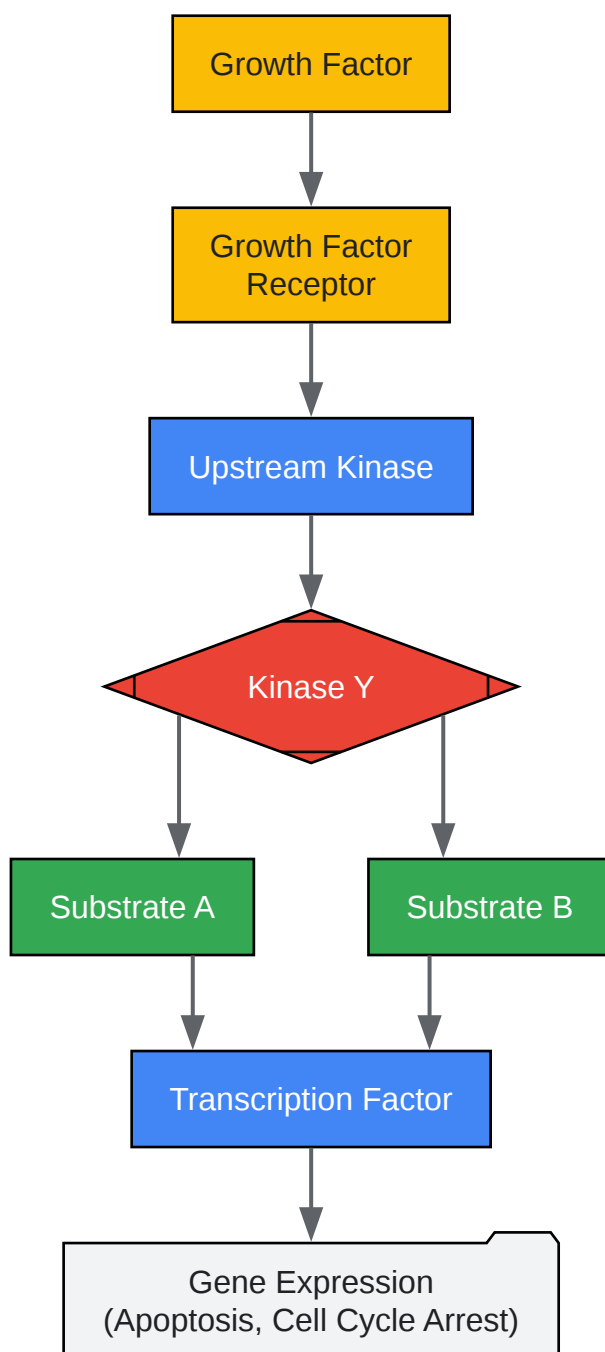 Growth Factor
Growth Factor
Receptor
Upstream Kinase
Kinase Y
Substrate A
Substrate B
Transcription Factor
Gene Expression
(Apoptosis, Cell Cycle Arrest)